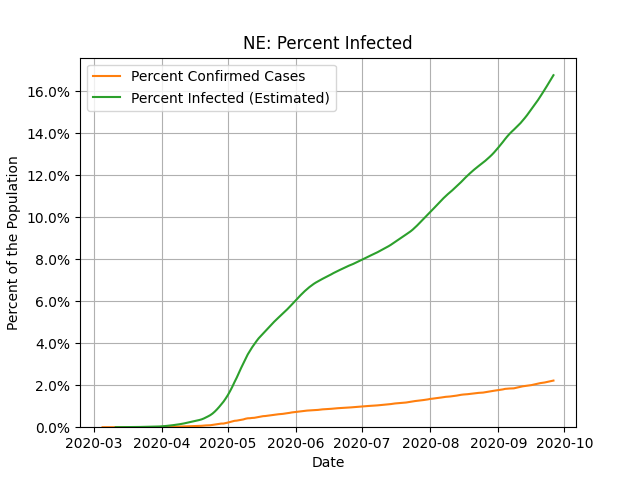 NE: Percent Infected
Percent Confirmed Cases
Percent Infected (Estimated)
Percent of the Population
16.0%
14.0%
12.0%
10.0%
8.0%
6.0%
4.0%
2.0%
0.0%
2020-03 2020-04 2020-05 2020-06 2020-07 2020-08 2020-09 2020-10
Date